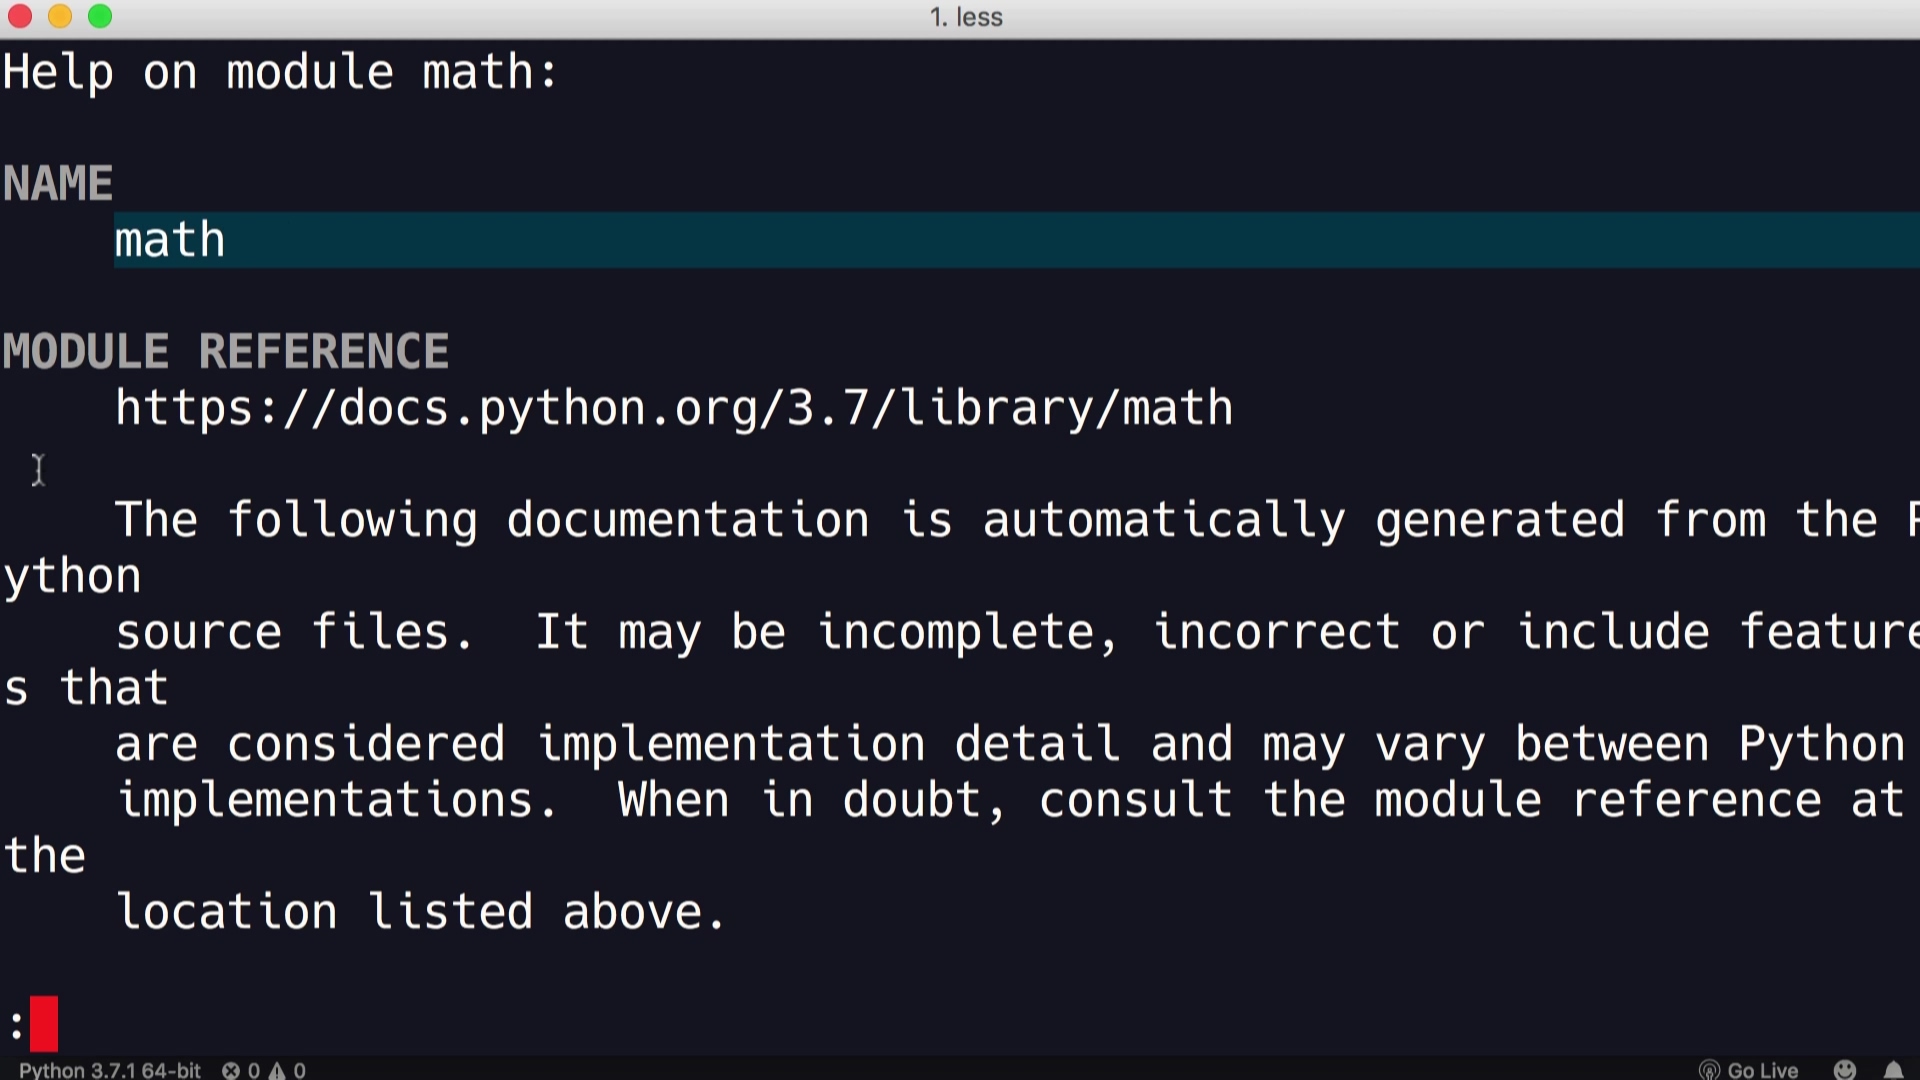 1. less
Help on module math:
NAME
math
MODULE REFERENCE
https://docs.python.org/3.7/library/math
The following documentation is automatically generated from the P
ython
source files.  It may be incomplete, incorrect or include feature
s that
are considered implementation detail and may vary between Python
implementations.  When in doubt, consult the module reference at
the
location listed above.
:
Python 3.7.1 64-bit 0 0 Go Live